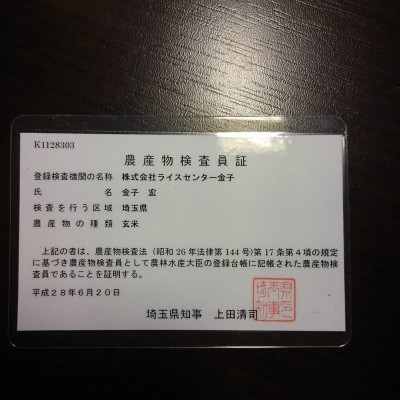 K1128303
農産物検査員証
登録検査機関の名称 株式会社ライスセンター金子
氏名 金子 宏
検査を行う区域 埼玉県
農産物の種類 玄米
上記の者は、農産物検査法（昭和26年法律第144号)第17条第4項の規定
に基づき農産物検査員として農林水産大臣の登録台帳に記帳された農産物検
査員であることを証明する。
平成28年6月20日
埼玉県知事 上田清司